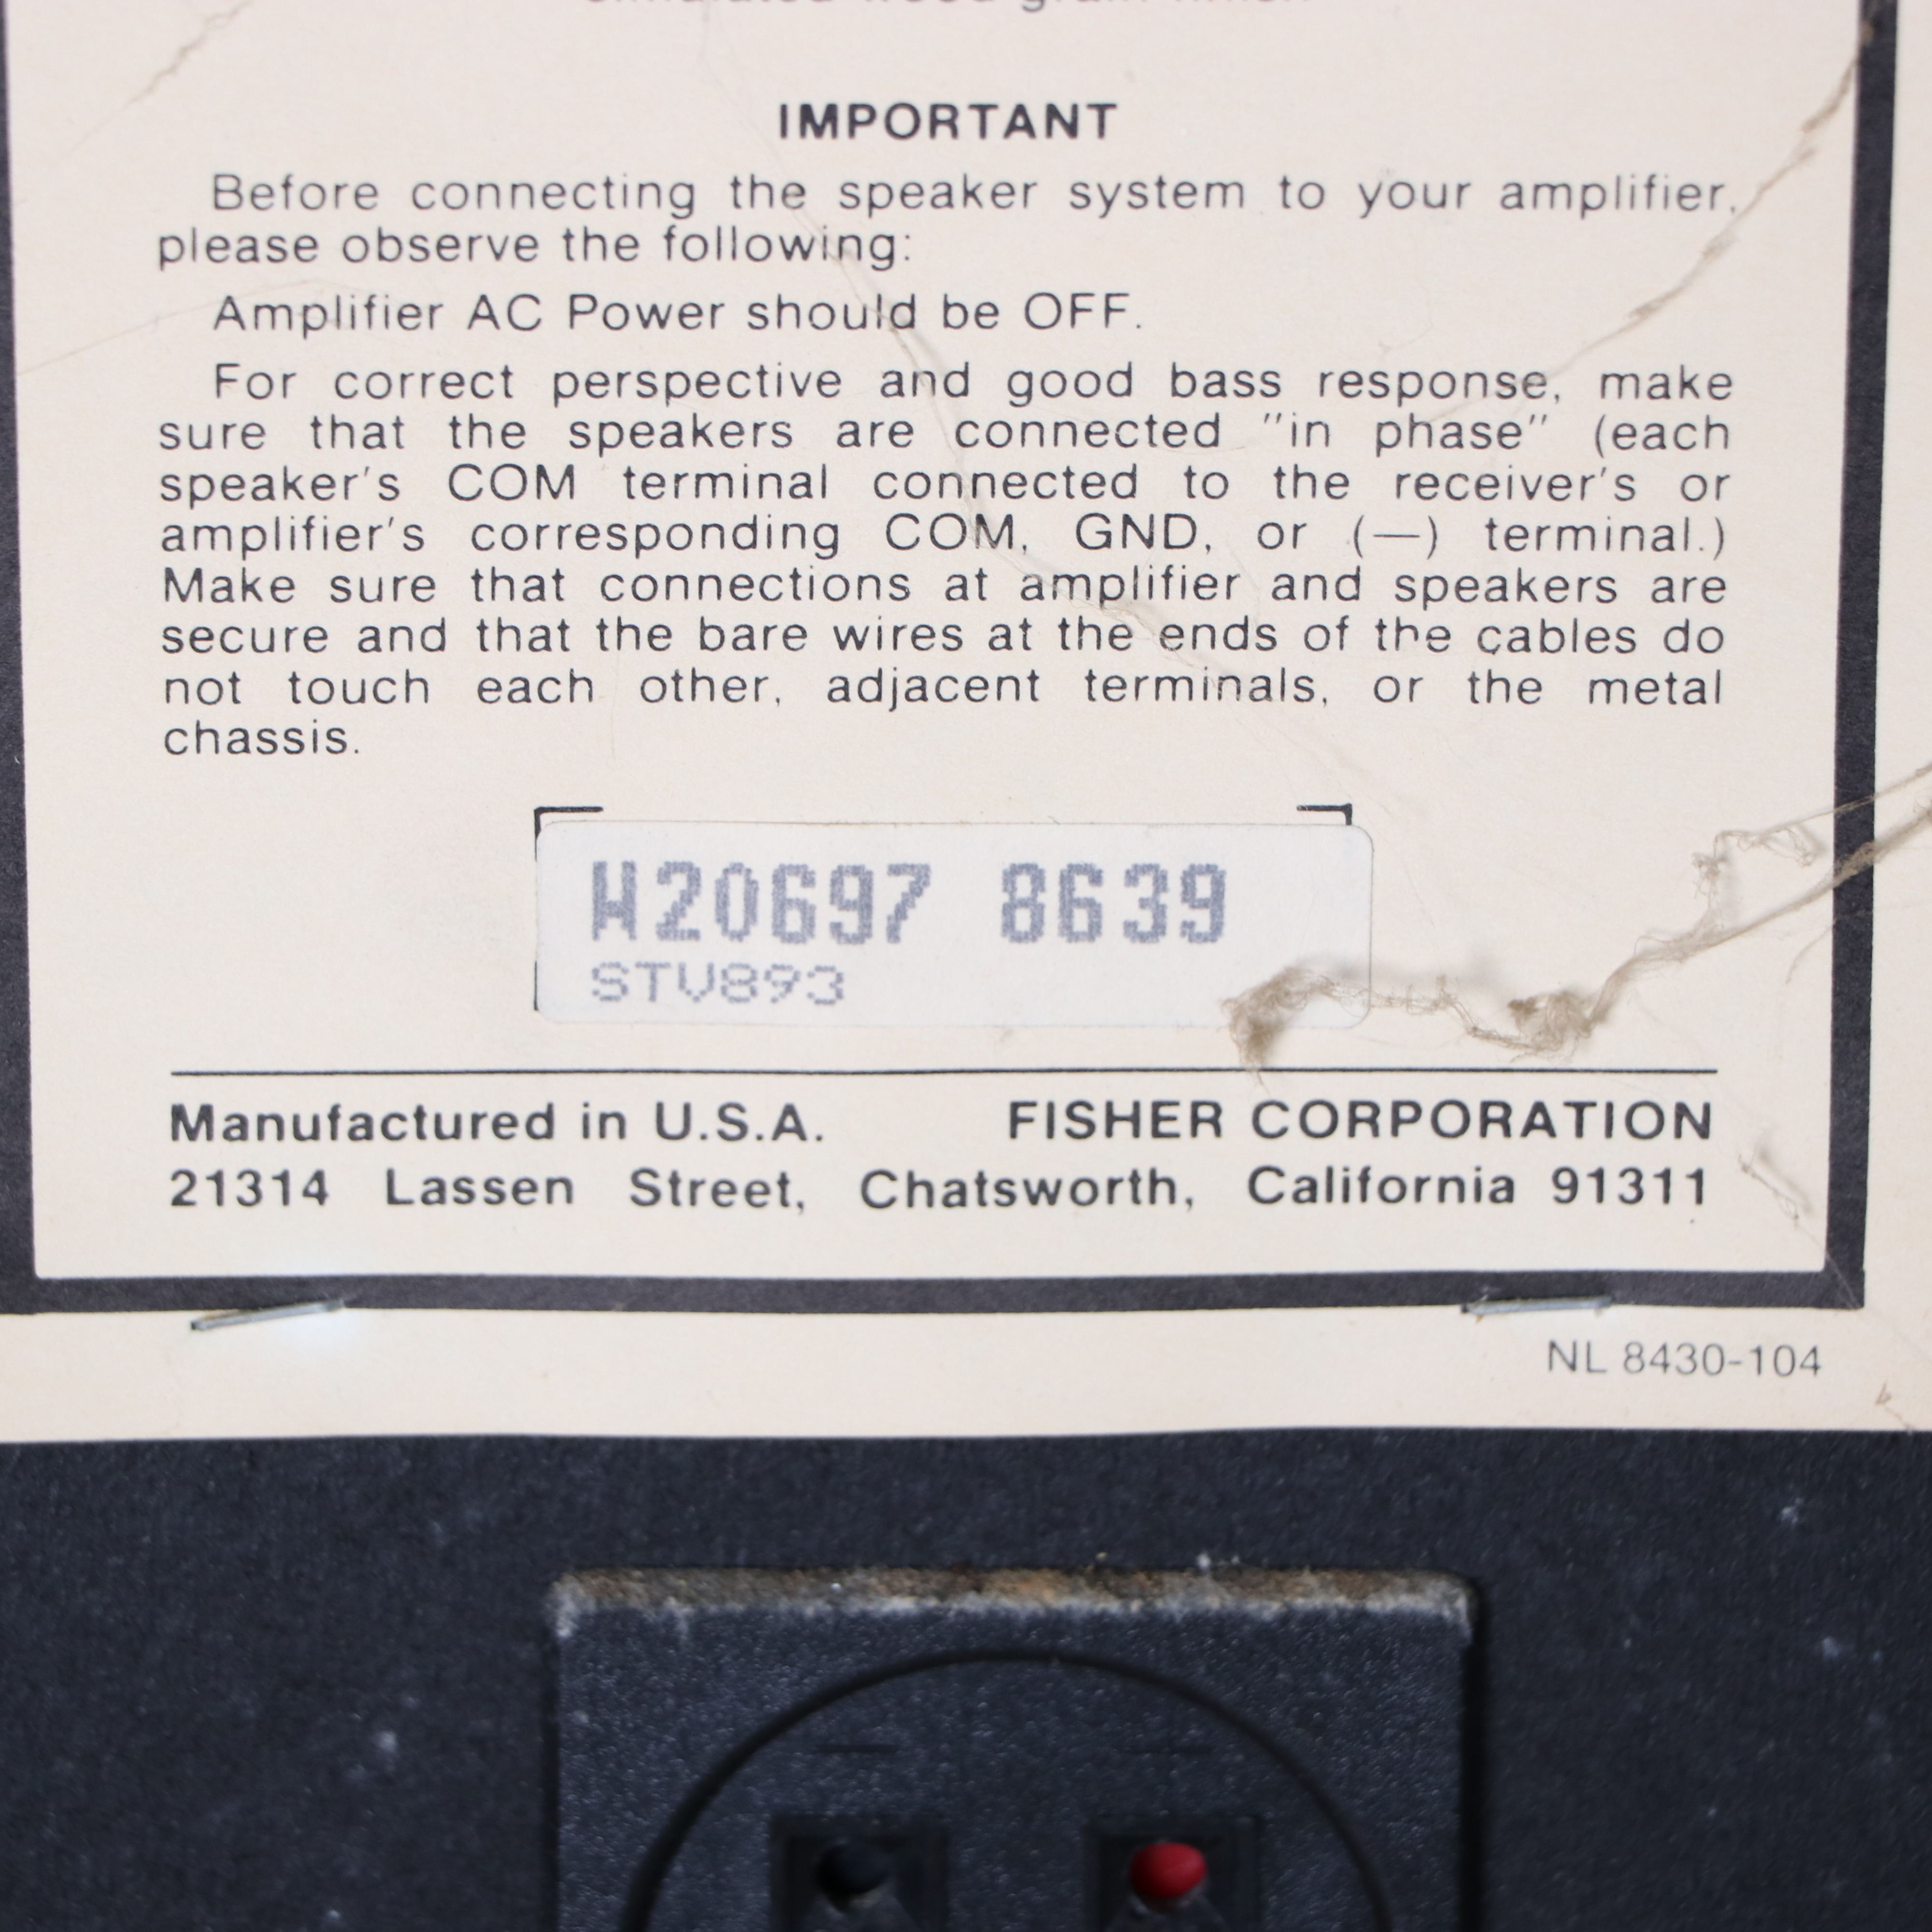 simulated wood grain finish
IMPORTANT
Before connecting the speaker system to your amplifier,
please observe the following:
Amplifier AC Power should be OFF.
For correct perspective and good bass response, make
sure that the speakers are connected "in phase" (each
speaker's COM terminal connected to the receiver's or
amplifier's corresponding COM, GND, or (—) terminal.)
Make sure that connections at amplifier and speakers are
secure and that the bare wires at the ends of the cables do
not touch each other, adjacent terminals, or the metal
chassis.
W20697 8639
STV893
Manufactured in U.S.A. FISHER CORPORATION
21314 Lassen Street, Chatsworth, California 91311
NL 8430-104